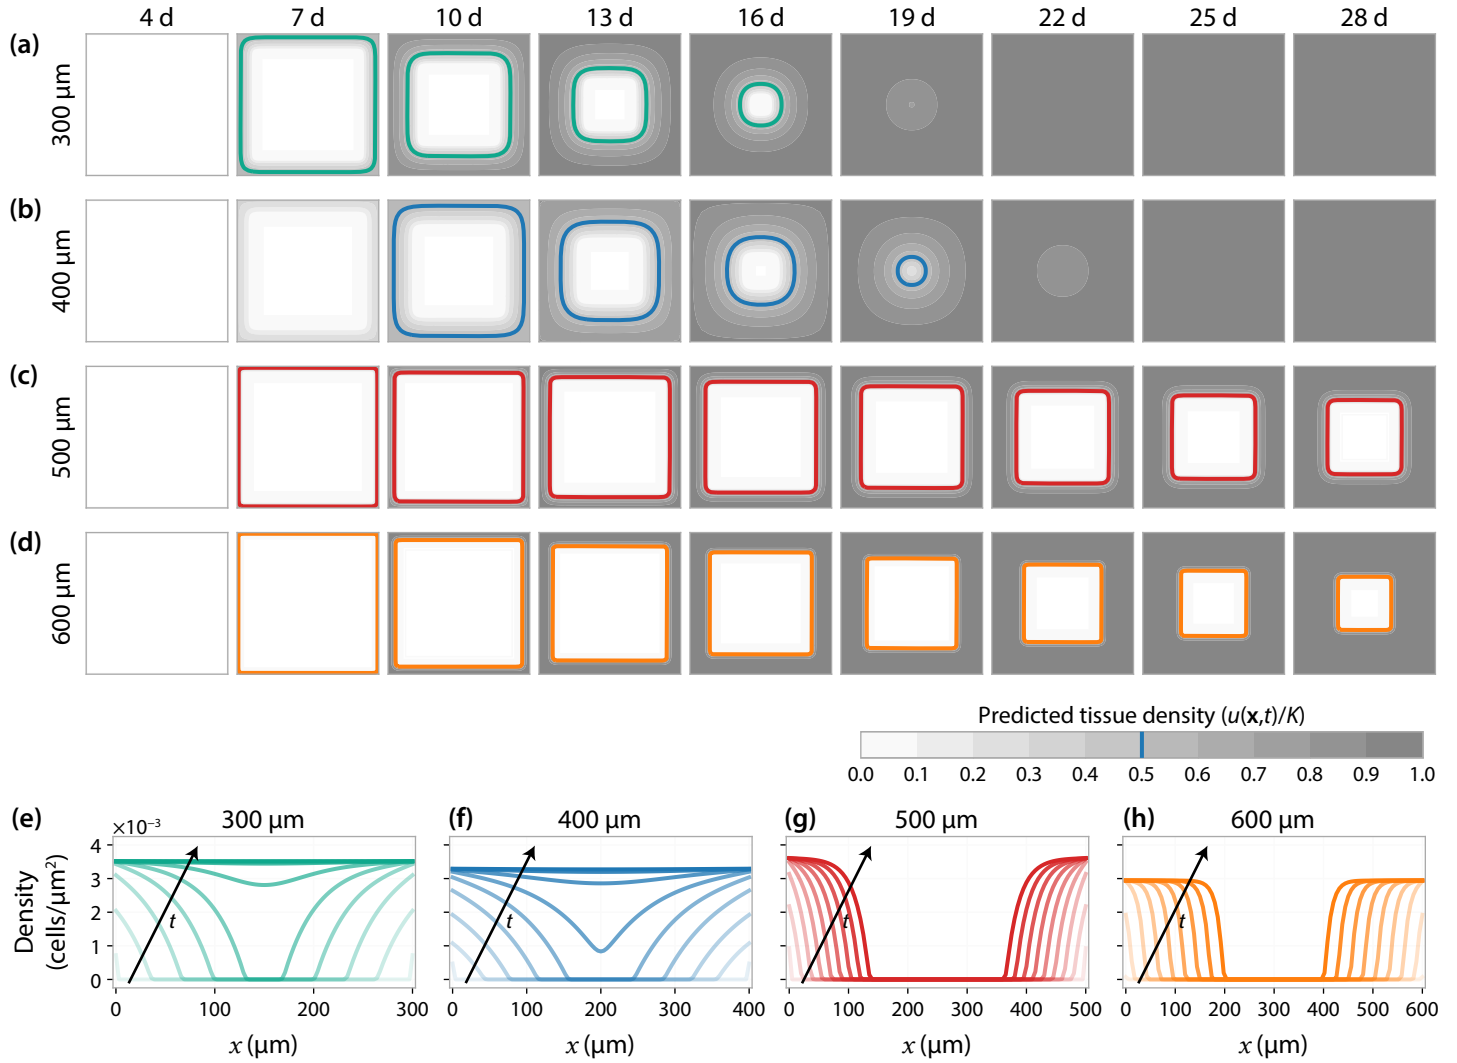 4 d 7 d 10 d 13 d 16 d 19 d 22 d 25 d 28 d
(a)
300 µm
(b)
400 µm
(c)
500 µm
(d)
600 µm
Predicted tissue density (u(x,t)/K)
0.0 0.1 0.2 0.3 0.4 0.5 0.6 0.7 0.8 0.9 1.0
(e) 300 µm (f) 400 µm (g) 500 µm (h) 600 µm
×10⁻³
Density
(cells/µm²)
4
3
2
1
0
t t t t
0 100 200 300 0 100 200 300 400 0 100 200 300 400 500 0 100 200 300 400 500 600
x (µm) x (µm) x (µm) x (µm)